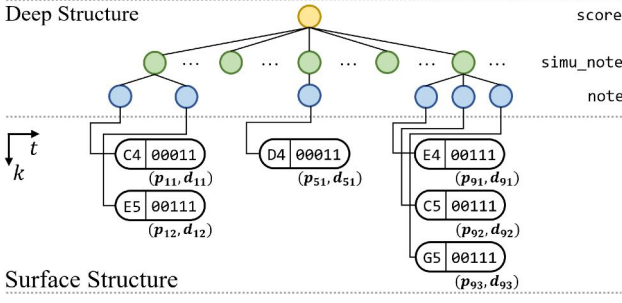 Deep Structure
score
... ... ... ... ...
simu_note
note
t
k
C4 00011
(p11, d11)
E5 00111
(p12, d12)
D4 00011
(p51, d51)
E4 00111
(p91, d91)
C5 00111
(p92, d92)
G5 00111
(p93, d93)
Surface Structure